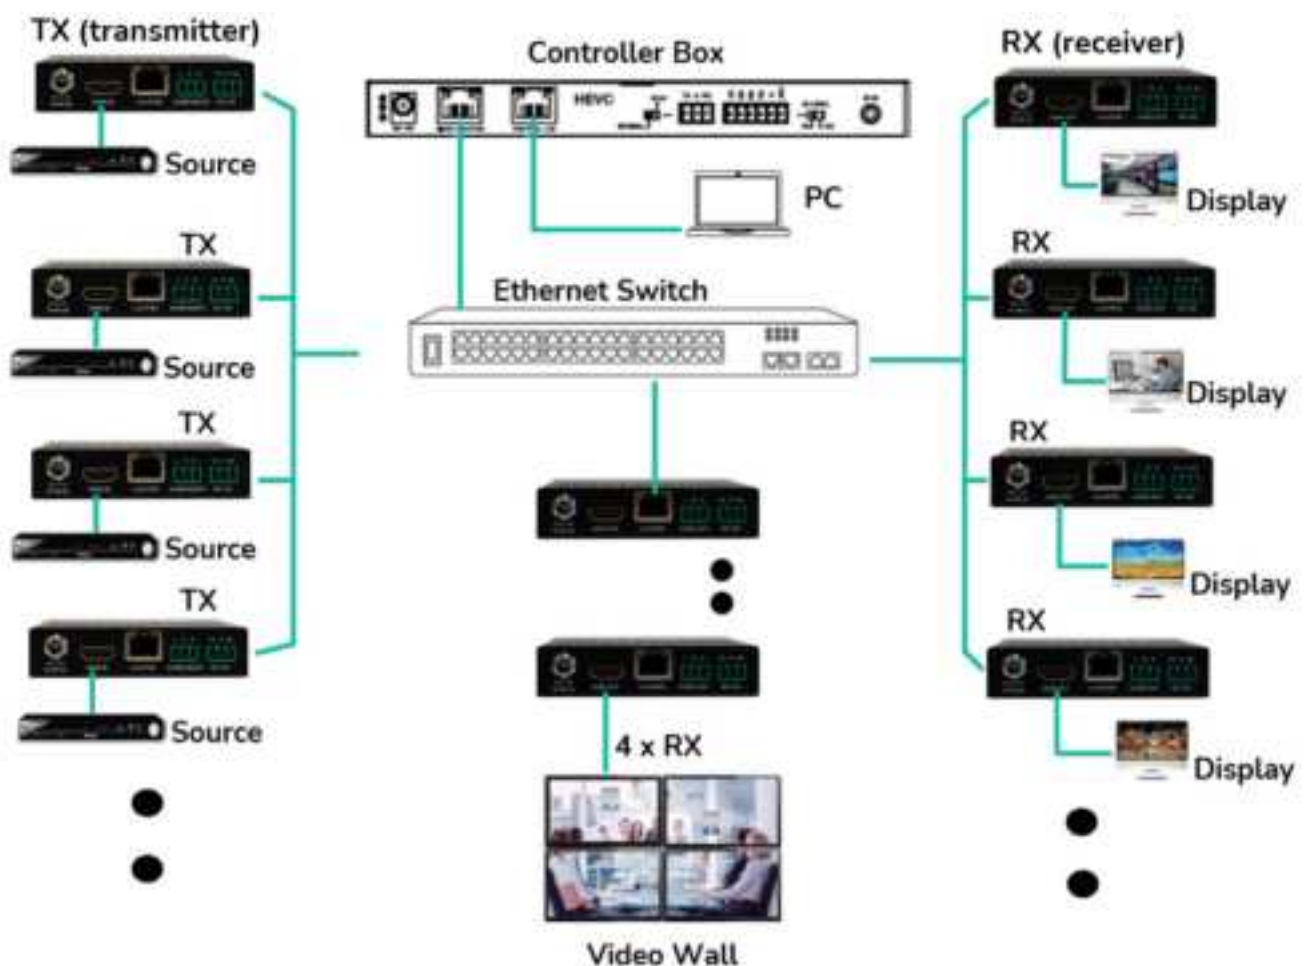 TX (transmitter)
Source
TX
Source
TX
Source
TX
Source
Controller Box
HEVC
PC
Ethernet Switch
4 x RX
Video Wall
RX (receiver)
Display
RX
Display
RX
Display
RX
Display